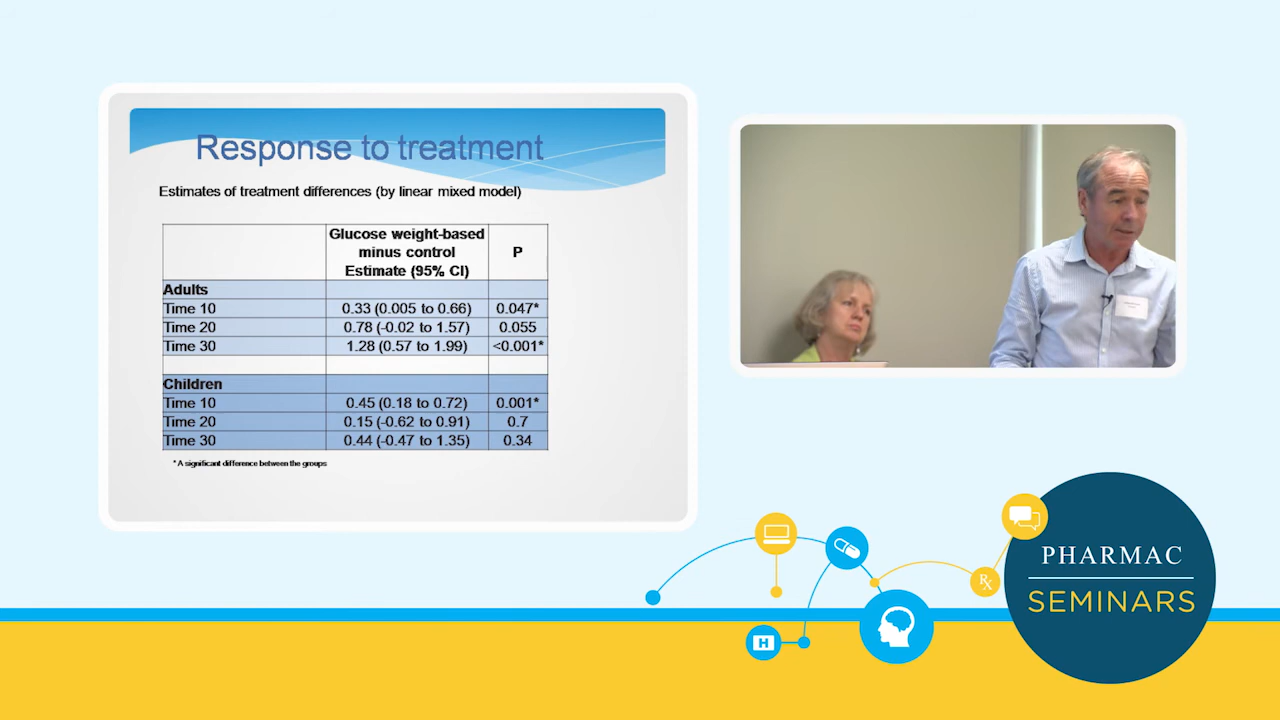 Response to treatment
Estimates of treatment differences (by linear mixed model)
Glucose weight-based
minus control
Estimate (95% CI)
P
Adults
Time 10 0.33 (0.005 to 0.66) 0.047*
Time 20 0.78 (-0.02 to 1.57) 0.055
Time 30 1.28 (0.57 to 1.99) <0.001*
Children
Time 10 0.45 (0.18 to 0.72) 0.001*
Time 20 0.15 (-0.62 to 0.91) 0.7
Time 30 0.44 (-0.47 to 1.35) 0.34
* A significant difference between the groups
H
Rx
PHARMAC
SEMINARS